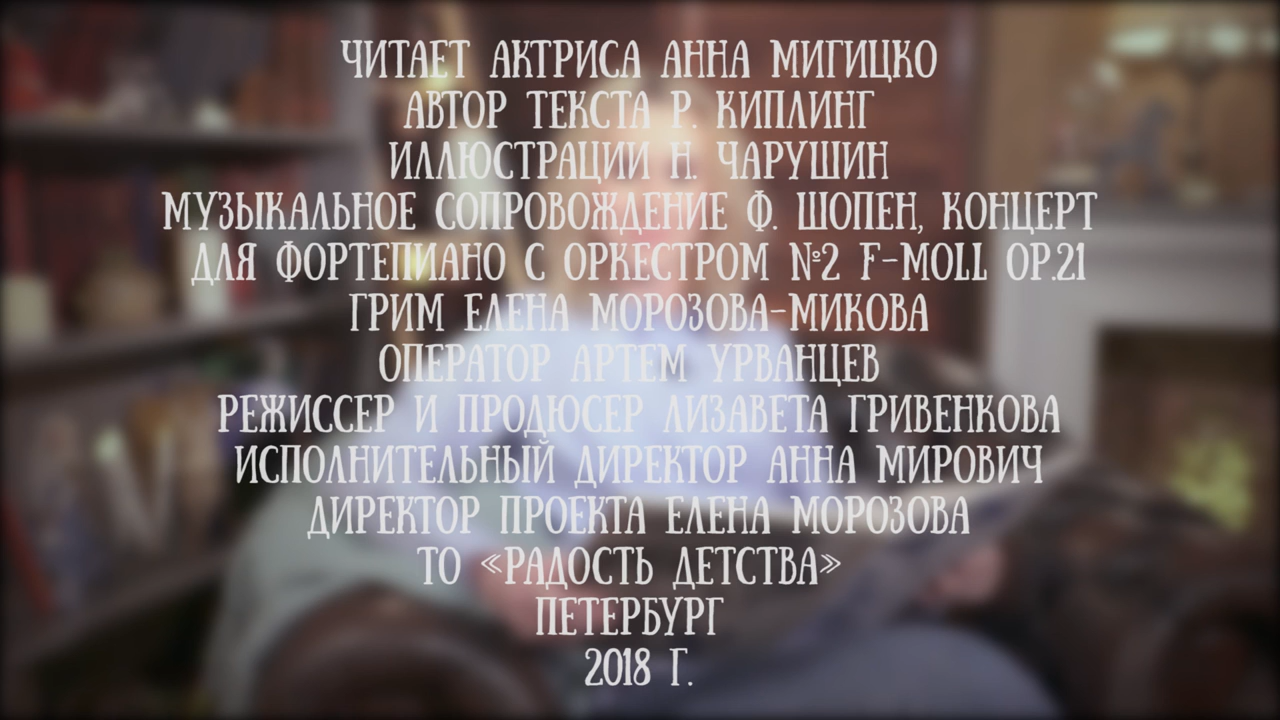 ЧИТАЕТ АКТРИСА АННА МИГИЦКО
АВТОР ТЕКСТА Р. КИПЛИНГ
ИЛЛЮСТРАЦИИ Н. ЧАРУШИН
МУЗЫКАЛЬНОЕ СОПРОВОЖДЕНИЕ Ф. ШОПЕН, КОНЦЕРТ
ДЛЯ ФОРТЕПИАНО С ОРКЕСТРОМ №2 F-MOLL OP.21
ГРИМ ЕЛЕНА МОРОЗОВА-МИКОВА
ОПЕРАТОР АРТЕМ УРВАНЦЕВ
РЕЖИССЕР И ПРОДЮСЕР ЛИЗАВЕТА ГРИВЕНКОВА
ИСПОЛНИТЕЛЬНЫЙ ДИРЕКТОР АННА МИРОВИЧ
ДИРЕКТОР ПРОЕКТА ЕЛЕНА МОРОЗОВА
ТО «РАДОСТЬ ДЕТСТВА»
ПЕТЕРБУРГ
2018 Г.